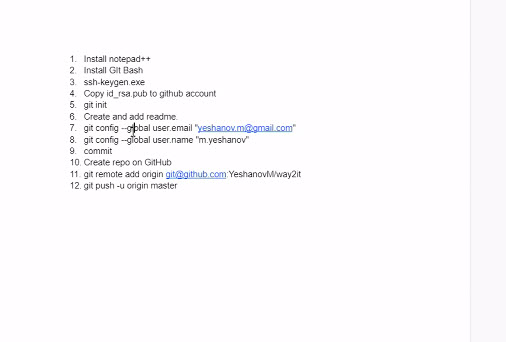 1. Install notepad++
2. Install GIt Bash
3. ssh-keygen.exe
4. Copy id_rsa.pub to github account
5. git init
6. Create and add readme.
7. git config --global user.email "yeshanov.m@gmail.com"
8. git config --global user.name "m.yeshanov"
9. commit
10. Create repo on GitHub
11. git remote add origin git@github.com:YeshanovM/way2it
12. git push -u origin master